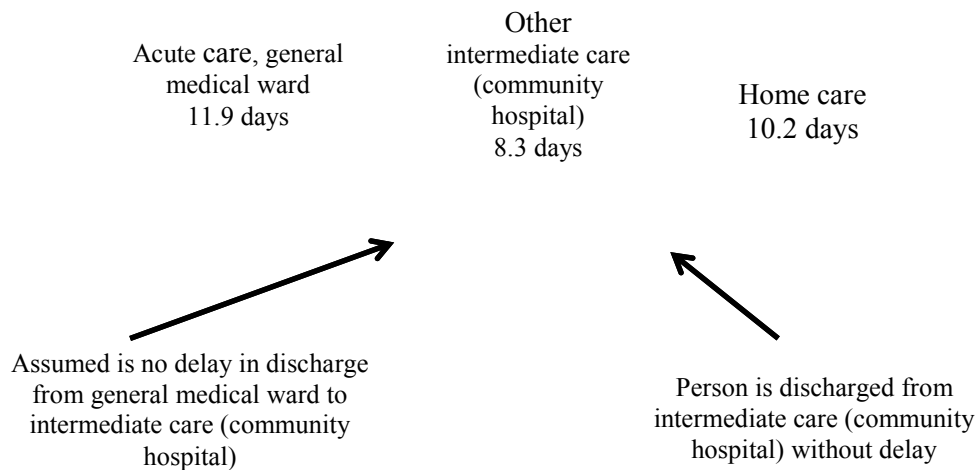 Acute care, general
medical ward
11.9 days
Other
intermediate care
(community
hospital)
8.3 days
Home care
10.2 days
Assumed is no delay in discharge
from general medical ward to
intermediate care (community
hospital)
Person is discharged from
intermediate care (community
hospital) without delay